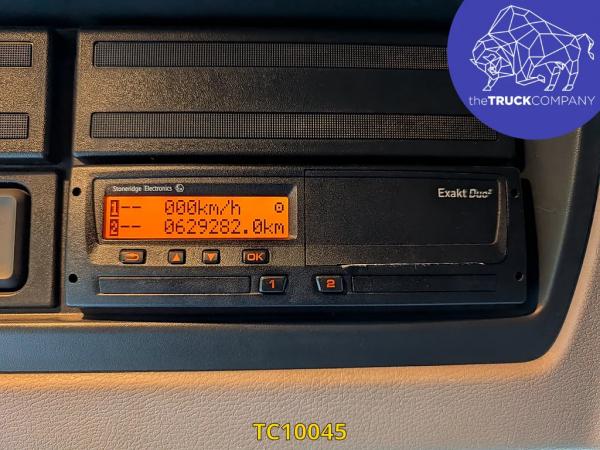 theTRUCKCOMPANY
Stoneridge Electronics
Exakt Duo²
1-- 000km/h
2-- 0629282.0km
OK
1
2
TC10045